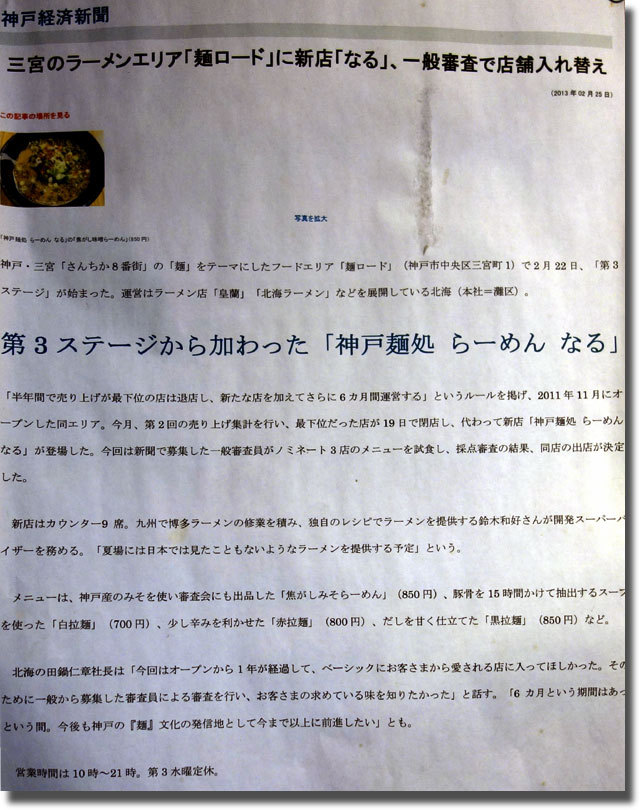 神戸経済新聞
三宮のラーメンエリア「麺ロード」に新店「なる」、一般審査で店舗入れ替え
（2013年02月25日）
この記事の場所を見る
写真を拡大
「神戸麺処 らーめん なる」の「焦がし味噌らーめん」（850円）
神戸・三宮「さんちか８番街」の「麺」をテーマにしたフードエリア「麺ロード」（神戸市中央区三宮町1）で２月22日、「第3
ステージ」が始まった。運営はラーメン店「皇蘭」「北海ラーメン」などを展開している北海（本社＝灘区）。
第３ステージから加わった「神戸麺処 らーめん なる」
「半年間で売り上げが最下位の店は退店し、新たな店を加えてさらに6カ月間運営する」というルールを掲げ、2011年11月にオ
ープンした同エリア。今月、第２回の売り上げ集計を行い、最下位だった店が19日で閉店し、代わって新店「神戸麺処 らーめん
なる」が登場した。今回は新聞で募集した一般審査員がノミネート３店のメニューを試食し、採点審査の結果、同店の出店が決定
した。
新店はカウンター9 席。九州で博多ラーメンの修業を積み、独自のレシピでラーメンを提供する鈴木和好さんが開発スーパーバ
イザーを務める。「夏場には日本では見たこともないようなラーメンを提供する予定」という。
メニューは、神戸産のみそを使い審査会にも出品した「焦がしみそらーめん」（850円）、豚骨を15時間かけて抽出するスープ
を使った「白拉麺」（700円）、少し辛みを利かせた「赤拉麺」（800円）、だしを甘く仕立てた「黒拉麺」（850円）など。
北海の田鍋仁章社長は「今回はオープンから１年が経過して、ベーシックにお客さまから愛される店に入ってほしかった。その
ために一般から募集した審査員による審査を行い、お客さまの求めている味を知りたかった」と話す。「6 カ月という期間はあっ
という間。今後も神戸の『麺』文化の発信地として今まで以上に前進したい」とも。
営業時間は10時～21時。第３水曜定休。